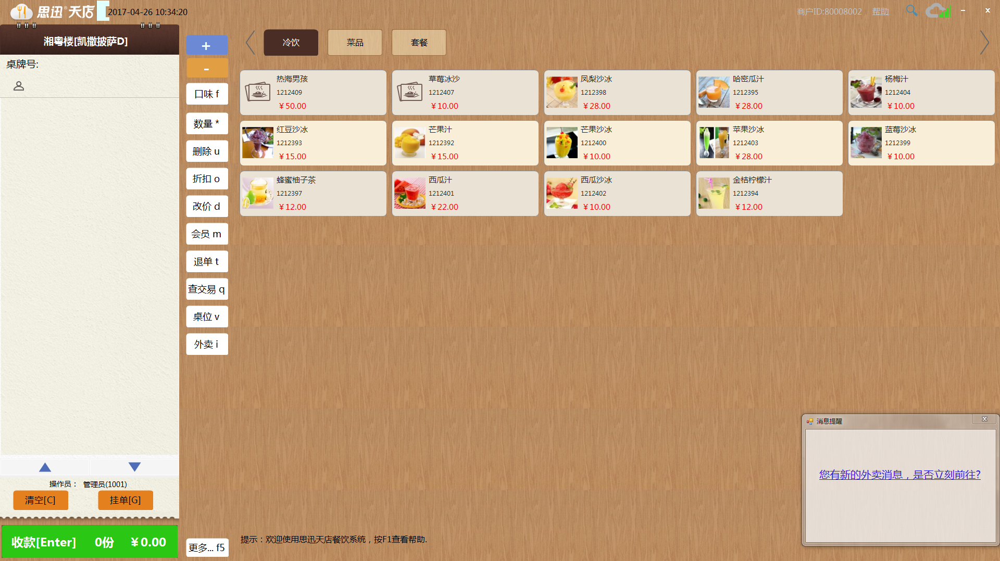 思迅®天店
2017-04-26 10:34:20
商户ID:80008002 帮助
湘粤楼[凯撒披萨D]
桌牌号:
+
-
口味 f
数量 *
删除 u
折扣 o
改价 d
会员 m
退单 t
查交易 q
桌位 v
外卖 i
更多... f5
冷饮 菜品 套餐
热海男孩
1212409
￥50.00
草莓冰沙
1212407
￥10.00
凤梨沙冰
1212398
￥28.00
哈密瓜汁
1212395
￥28.00
杨梅汁
1212404
￥10.00
红豆沙冰
1212393
￥15.00
芒果汁
1212392
￥15.00
芒果沙冰
1212400
￥10.00
苹果沙冰
1212403
￥28.00
蓝莓沙冰
1212399
￥10.00
蜂蜜柚子茶
1212397
￥12.00
西瓜汁
1212401
￥22.00
西瓜沙冰
1212402
￥10.00
金桔柠檬汁
1212394
￥12.00
操作员： 管理员(1001)
清空[C] 挂单[G]
收款[Enter] 0份 ￥0.00
提示：欢迎使用思迅天店餐饮系统，按F1查看帮助.
消息提醒
您有新的外卖消息，是否立刻前往?